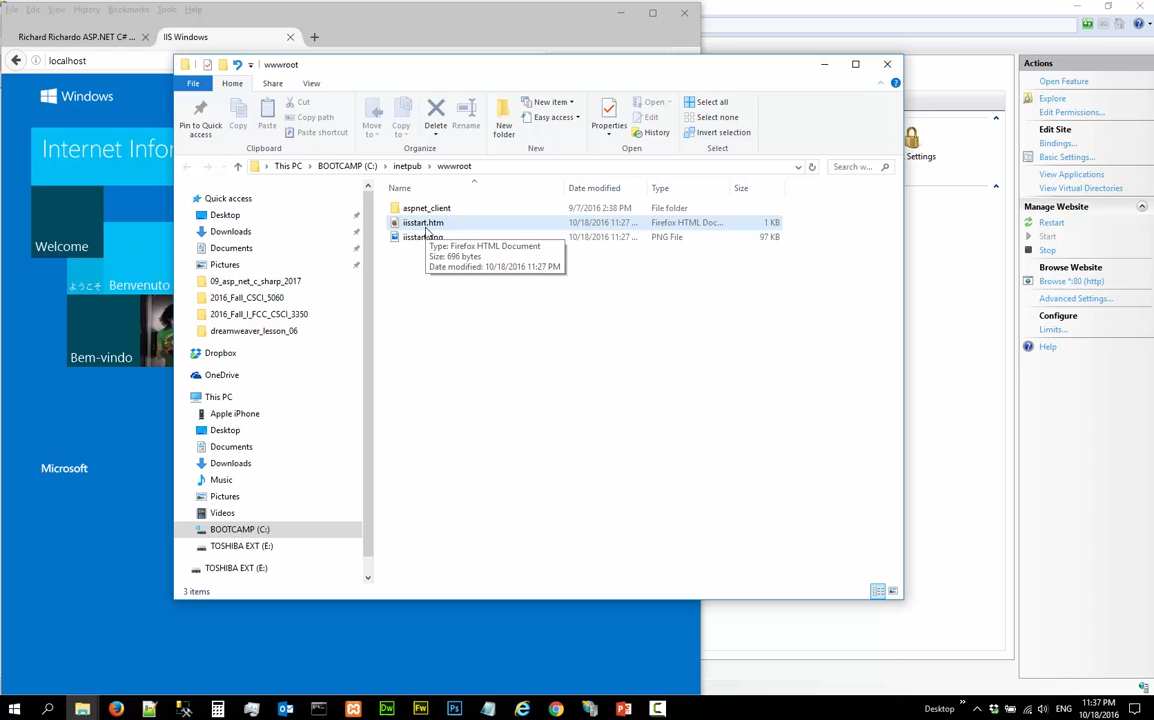 File Edit View History Bookmarks Tools Help
Richard Richardo ASP.NET C# ...
IIS Windows
localhost
Windows
Internet Infor
Welcome
ようこそ
Benvenuto
Bem-vindo
Microsoft
wwwroot
File Home Share View
Pin to Quick access
Copy
Paste
Cut
Copy path
Paste shortcut
Clipboard
Move to
Copy to
Delete
Rename
Organize
New folder
New item
Easy access
New
Properties
Open
Edit
History
Open
Select all
Select none
Invert selection
Select
This PC
BOOTCAMP (C:)
inetpub
wwwroot
Search w...
Name Date modified Type Size
aspnet_client 9/7/2016 2:38 PM File folder
iisstart.htm 10/18/2016 11:27 ... Firefox HTML Doc... 1 KB
iisstart.png 10/18/2016 11:27 ... PNG File 97 KB
Type: Firefox HTML Document
Size: 696 bytes
Date modified: 10/18/2016 11:27 PM
Quick access
Desktop
Downloads
Documents
Pictures
09_asp_net_c_sharp_2017
2016_Fall_CSCI_5060
2016_Fall_I_FCC_CSCI_3350
dreamweaver_lesson_06
Dropbox
OneDrive
This PC
Apple iPhone
Desktop
Documents
Downloads
Music
Pictures
Videos
BOOTCAMP (C:)
TOSHIBA EXT (E:)
TOSHIBA EXT (E:)
3 items
Settings
Actions
Open Feature
Explore
Edit Permissions...
Edit Site
Bindings...
Basic Settings...
View Applications
View Virtual Directories
Manage Website
Restart
Start
Stop
Browse Website
Browse *:80 (http)
Advanced Settings...
Configure
Limits...
Help
Desktop
11:37 PM
10/18/2016